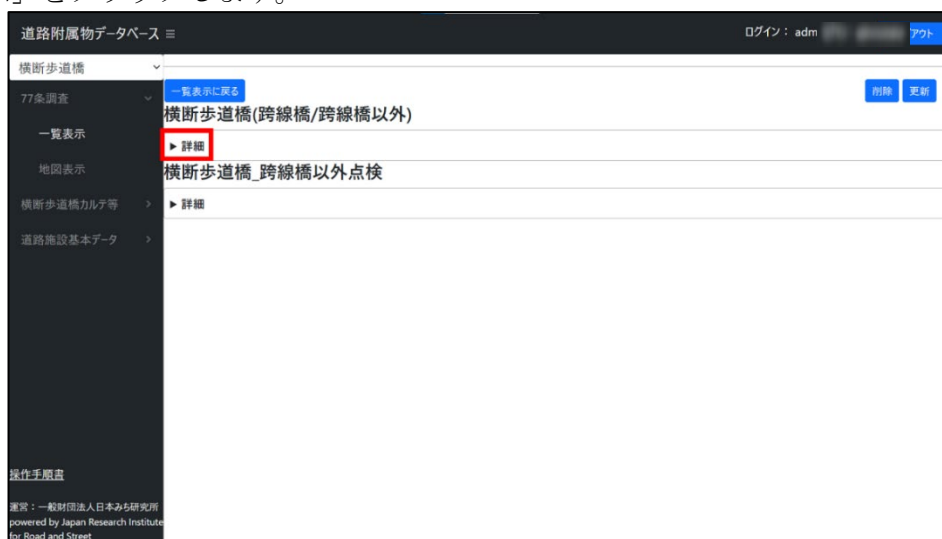 」をクリックします。
道路附属物データベース ≡
ログイン: adm
アウト
横断歩道橋
77条調査
一覧表示
地図表示
横断歩道橋カルテ等 >
道路施設基本データ >
一覧表示に戻る
削除 更新
横断歩道橋(跨線橋/跨線橋以外)
▶ 詳細
横断歩道橋_跨線橋以外点検
▶ 詳細
操作手順書
運営:一般財団法人日本みち研究所
powered by Japan Research Institute
for Road and Street